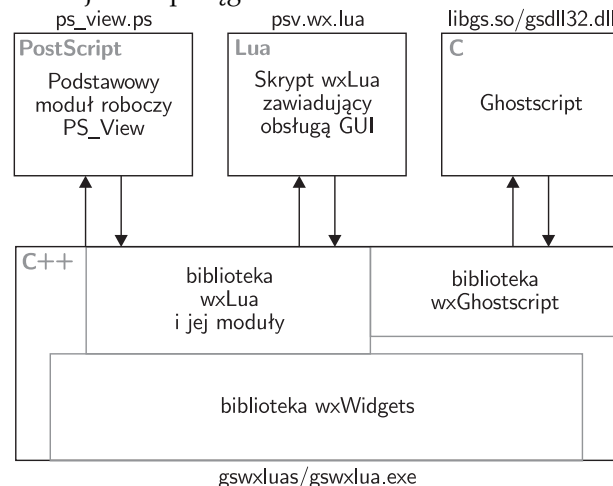 ps_view.ps
PostScript
Podstawowy
moduł roboczy
PS_View
psv.wx.lua
Lua
Skrypt wxLua
zawiadujący
obsługą GUI
libgs.so/gsdll32.dll
C
Ghostscript
C++
biblioteka
wxLua
i jej moduły
biblioteka
wxGhostscript
biblioteka wxWidgets
gswxluas/gswxlua.exe